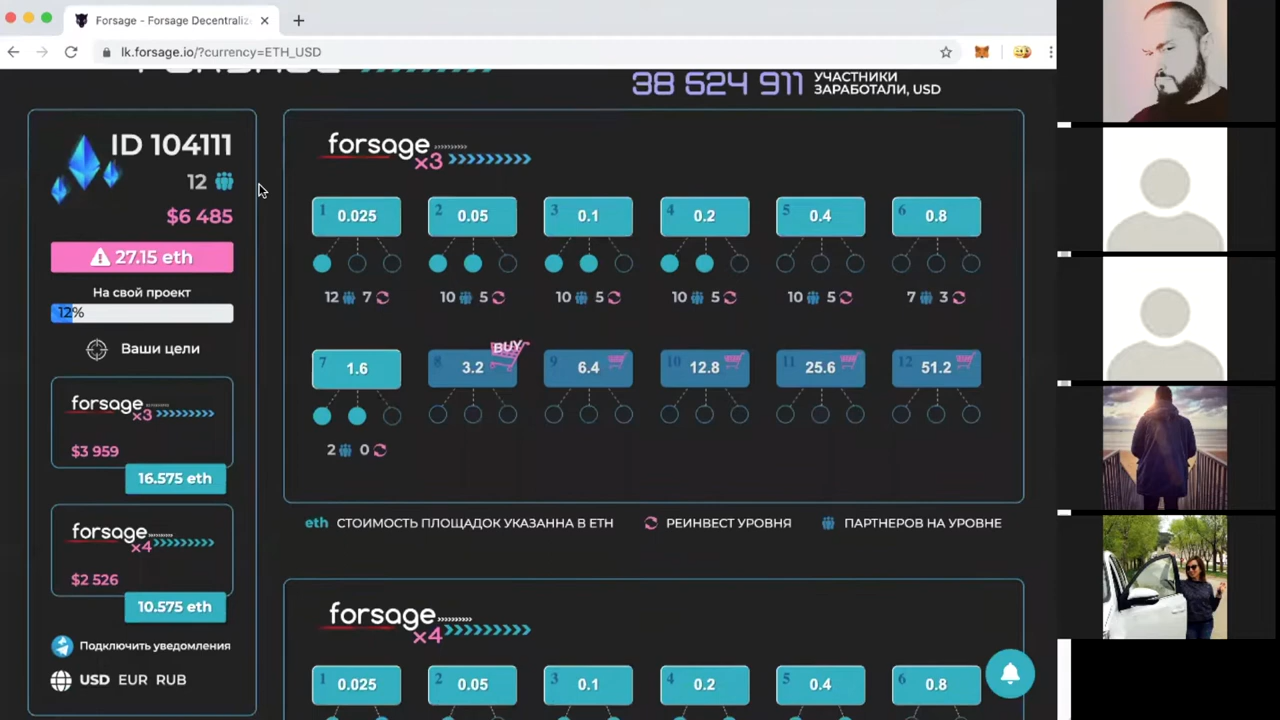 Forsage - Forsage Decentraliz
lk.forsage.io/?currency=ETH_USD
38 524 911 УЧАСТНИКИ
ЗАРАБОТАЛИ, USD
ID 104111
12
$6 485
27.15 eth
На свой проект
12%
Ваши цели
forsage
x3
$3 959
16.575 eth
forsage
x4
$2 526
10.575 eth
Подключить уведомления
USD EUR RUB
forsage
x3
1 0.025 2 0.05 3 0.1 4 0.2 5 0.4 6 0.8
12 7 10 5 10 5 10 5 10 5 7 3
BUY
7 1.6 8 3.2 9 6.4 10 12.8 11 25.6 12 51.2
2 0
eth СТОИМОСТЬ ПЛОЩАДОК УКАЗАННА В ETH РЕИНВЕСТ УРОВНЯ ПАРТНЕРОВ НА УРОВНЕ
forsage
x4
1 0.025 2 0.05 3 0.1 4 0.2 5 0.4 6 0.8